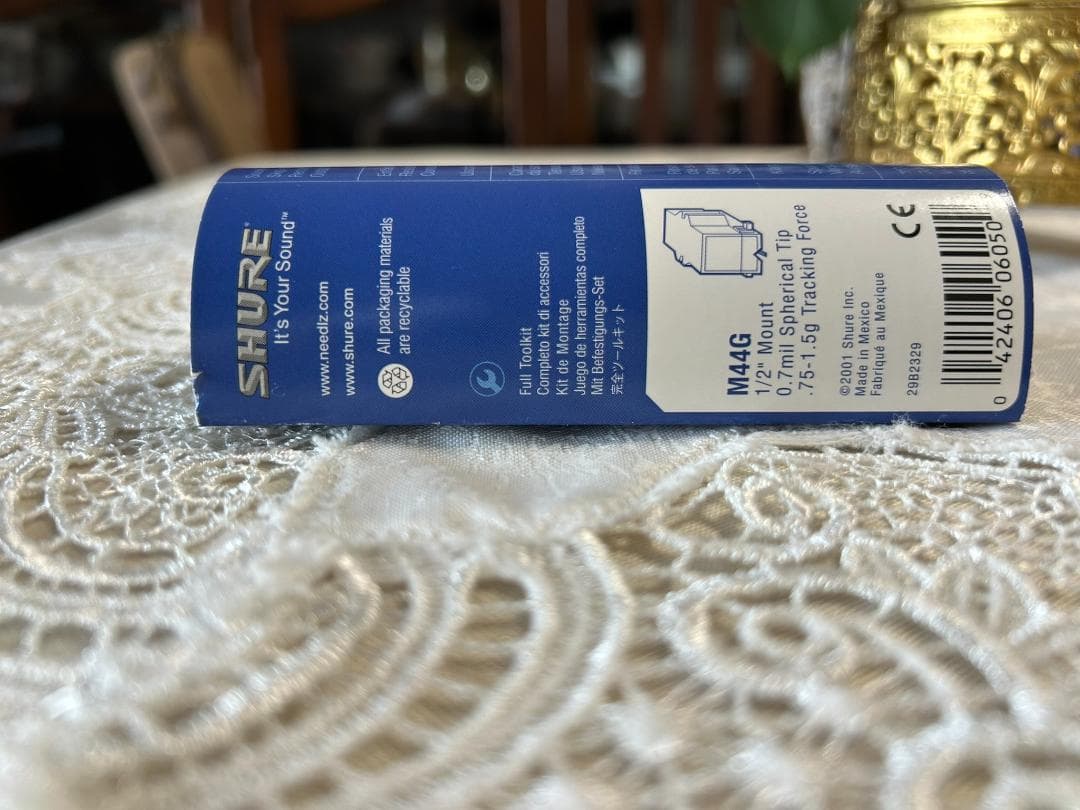 SHURE
It's Your Sound™
www.needlz.com
www.shure.com
All packaging materials
are recyclable
Full Toolkit
Completo kit di accessori
Kit de Montage
Juego de herramientas completo
Mit Befestigungs-Set
完全ツールキット
M44G
1/2" Mount
0.7mil Spherical Tip
.75-1.5g Tracking Force
©2001 Shure Inc.
Made in Mexico
Fabriqué au Mexique
29B2329
CE
0 42406 06050